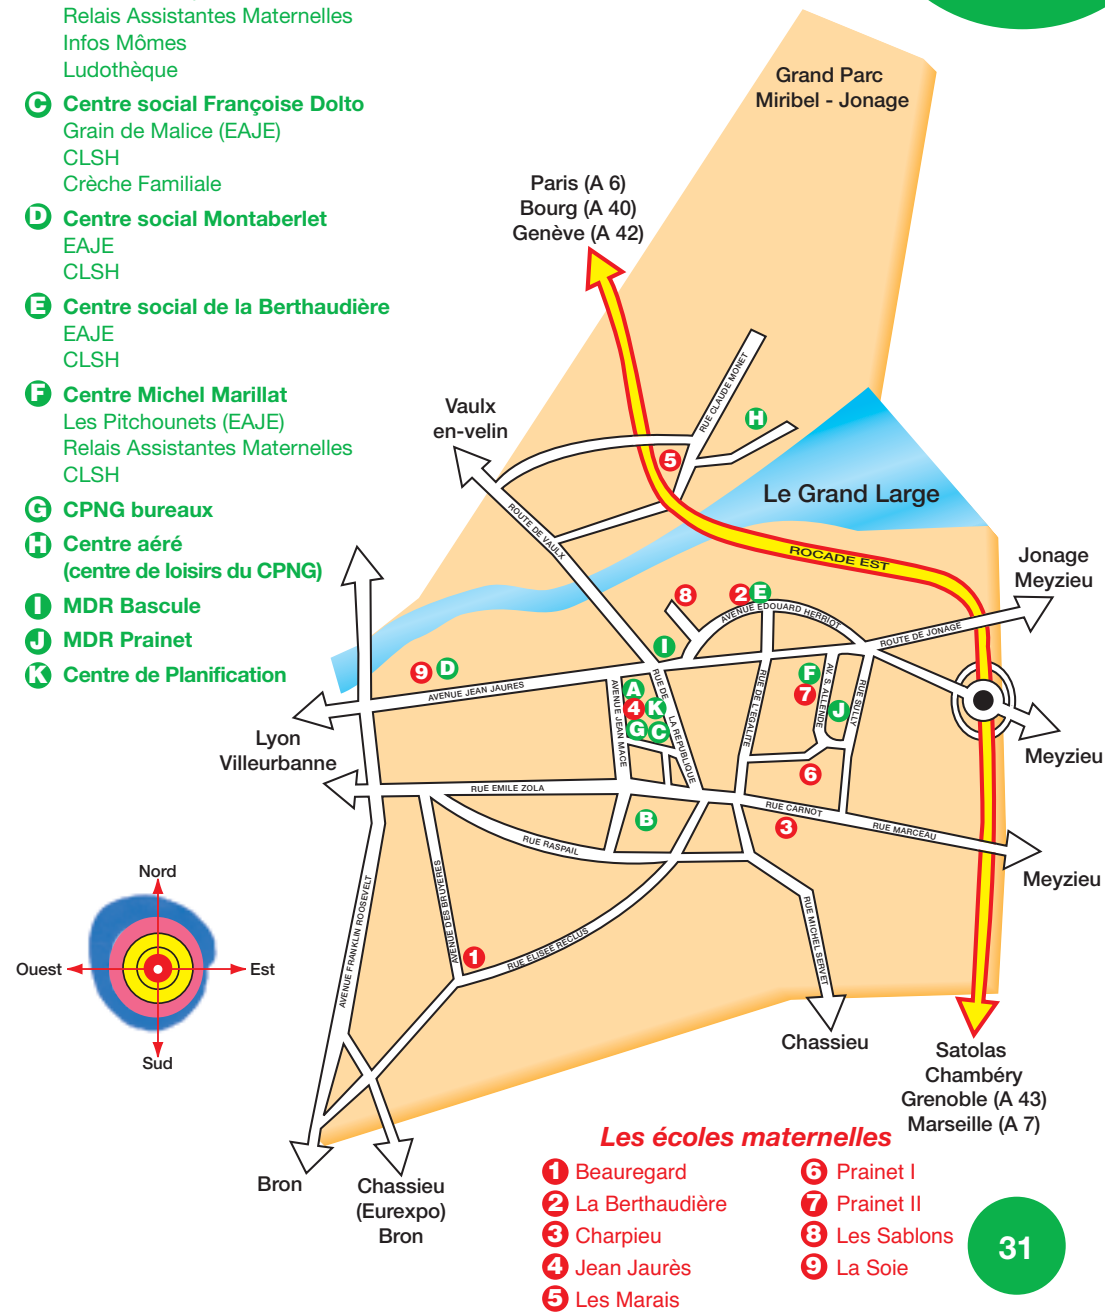 Relais Assistantes Maternelles
Infos Mômes
Ludothèque
C Centre social Françoise Dolto
Grain de Malice (EAJE)
CLSH
Crèche Familiale
D Centre social Montaberlet
EAJE
CLSH
E Centre social de la Berthaudière
EAJE
CLSH
F Centre Michel Marillat
Les Pitchounets (EAJE)
Relais Assistantes Maternelles
CLSH
G CPNG bureaux
H Centre aéré
(centre de loisirs du CPNG)
I MDR Bascule
J MDR Prainet
K Centre de Planification
Grand Parc
Miribel - Jonage
Paris (A 6)
Bourg (A 40)
Genève (A 42)
Vaulx
en-velin
RUE CLAUDE MONET
H
5
ROUTE DE VAULX
Le Grand Large
ROCADE EST
Jonage
Meyzieu
8
2
E
AVENUE EDOUARD HERRIOT
ROUTE DE JONAGE
I
9
D
AVENUE JEAN JAURES
A
4
K
G
C
AVENUE JEAN MACE
RUE DE LA REPUBLIQUE
RUE DE L'EGALITE
F
7
AV. S. ALLENDE
J
RUE SULLY
Lyon
Villeurbanne
Meyzieu
6
RUE EMILE ZOLA
B
RUE CARNOT
3
RUE MARCEAU
Meyzieu
RUE RASPAIL
AVENUE DES BRUYERES
AVENUE FRANKLIN ROOSEVELT
1
RUE ELISEE RECLUS
RUE MICHEL SERVET
Nord
Ouest
Est
Sud
Chassieu
Satolas
Chambéry
Grenoble (A 43)
Marseille (A 7)
Bron
Chassieu
(Eurexpo)
Bron
Les écoles maternelles
1 Beauregard
2 La Berthaudière
3 Charpieu
4 Jean Jaurès
5 Les Marais
6 Prainet I
7 Prainet II
8 Les Sablons
9 La Soie
31